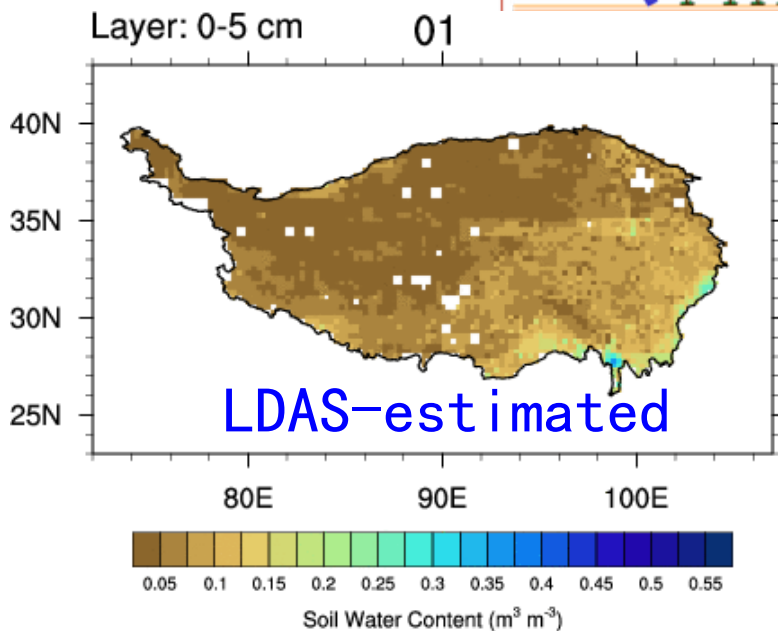 Layer: 0-5 cm 01
40N
35N
30N
25N
LDAS-estimated
80E 90E 100E
0.05 0.1 0.15 0.2 0.25 0.3 0.35 0.4 0.45 0.5 0.55
Soil Water Content (m³ m⁻³)